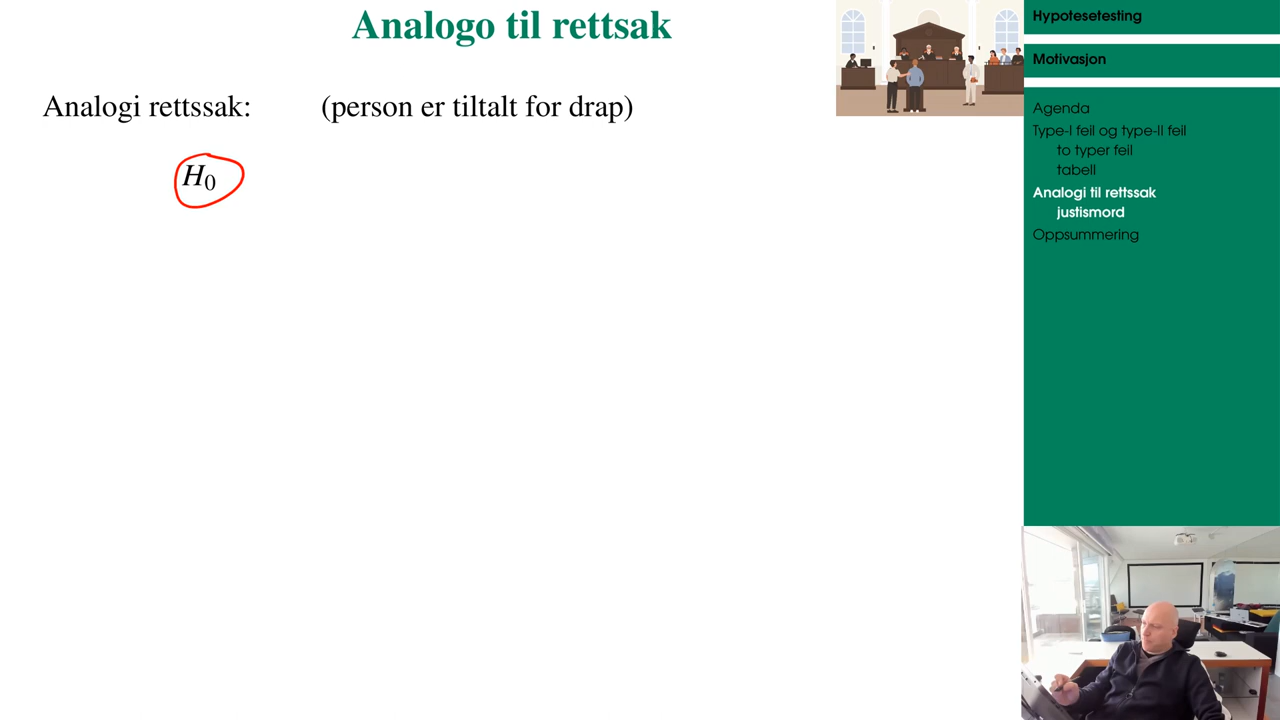 Analogo til rettsak
Analogi rettssak: (person er tiltalt for drap)
H₀
Hypotesetesting
Motivasjon
Agenda
Type-I feil og type-II feil
to typer feil
tabell
Analogi til rettssak
justismord
Oppsummering